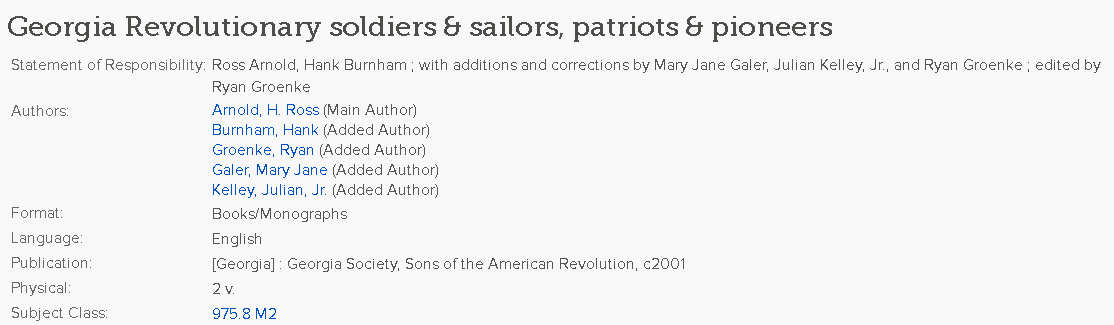 Georgia Revolutionary soldiers & sailors, patriots & pioneers
Statement of Responsibility: Ross Arnold, Hank Burnham ; with additions and corrections by Mary Jane Galer, Julian Kelley, Jr., and Ryan Groenke ; edited by
Ryan Groenke
Authors: Arnold, H. Ross (Main Author)
Burnham, Hank (Added Author)
Groenke, Ryan (Added Author)
Galer, Mary Jane (Added Author)
Kelley, Julian, Jr. (Added Author)
Format: Books/Monographs
Language: English
Publication: [Georgia] : Georgia Society, Sons of the American Revolution, c2001
Physical: 2 v.
Subject Class: 975.8 M2